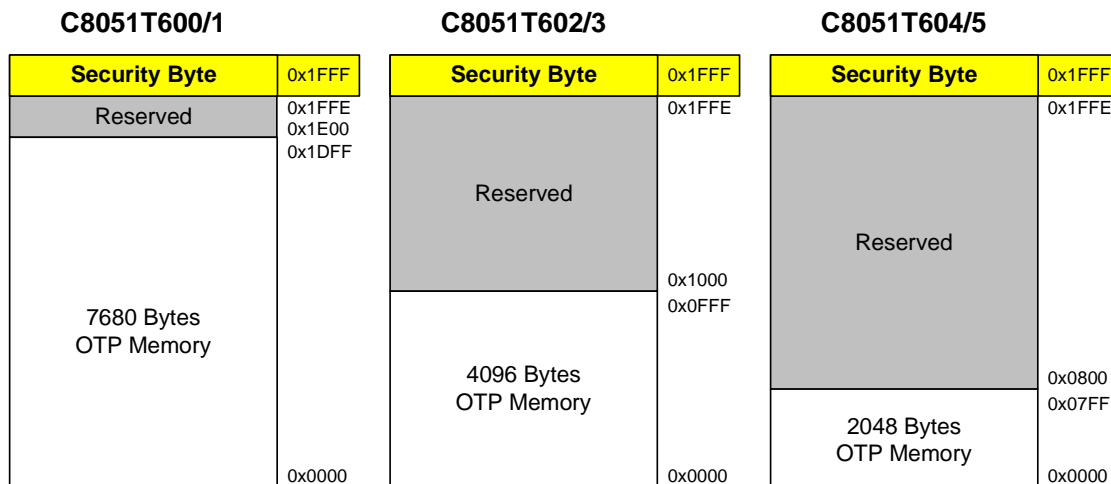 C8051T600/1
Security Byte
0x1FFF
Reserved
0x1FFE
0x1E00
0x1DFF
7680 Bytes
OTP Memory
0x0000
C8051T602/3
Security Byte
0x1FFF
0x1FFE
Reserved
0x1000
0x0FFF
4096 Bytes
OTP Memory
0x0000
C8051T604/5
Security Byte
0x1FFF
0x1FFE
Reserved
0x0800
0x07FF
2048 Bytes
OTP Memory
0x0000